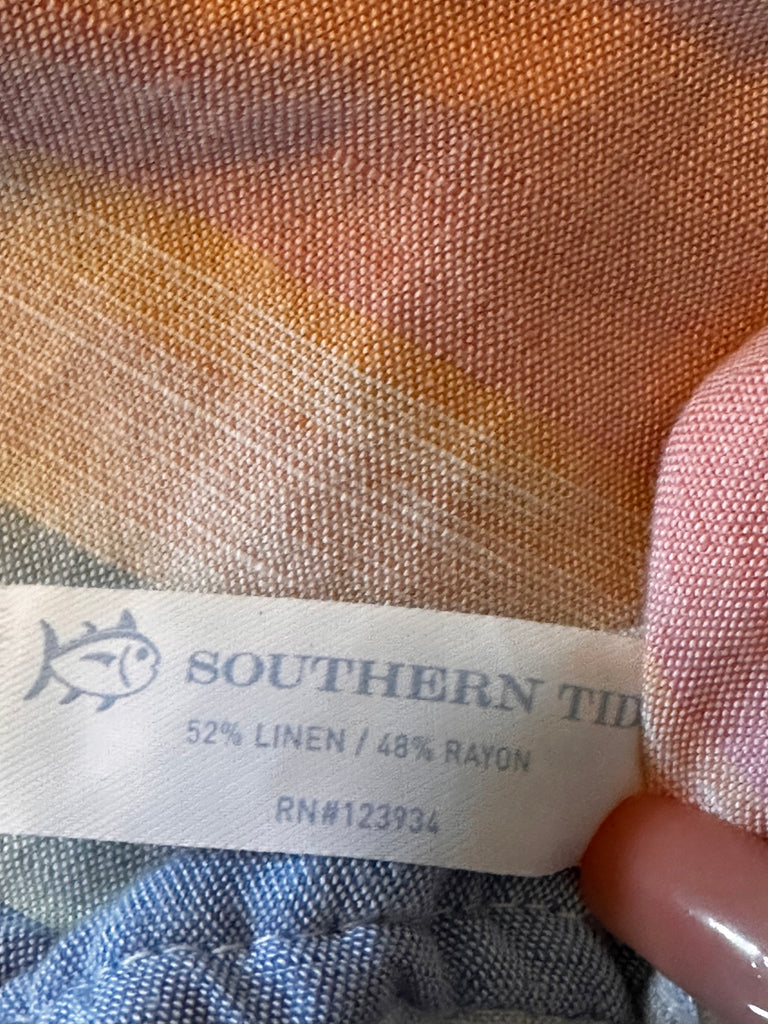 SOUTHERN TID
52% LINEN / 48% RAYON
RN#123934